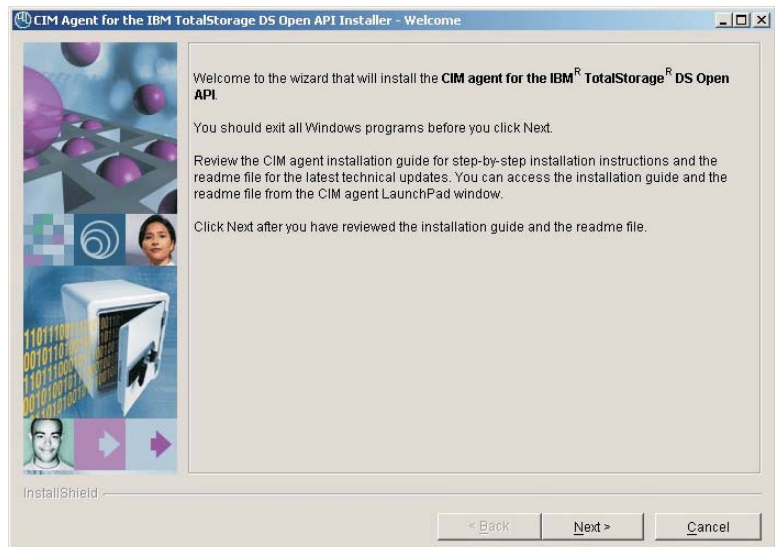 CIM Agent for the IBM TotalStorage DS Open API Installer - Welcome
Welcome to the wizard that will install the CIM agent for the IBM^R TotalStorage^R DS Open
API.
You should exit all Windows programs before you click Next.
Review the CIM agent installation guide for step-by-step installation instructions and the
readme file for the latest technical updates. You can access the installation guide and the
readme file from the CIM agent LaunchPad window.
Click Next after you have reviewed the installation guide and the readme file.
InstallShield
< Back
Next >
Cancel